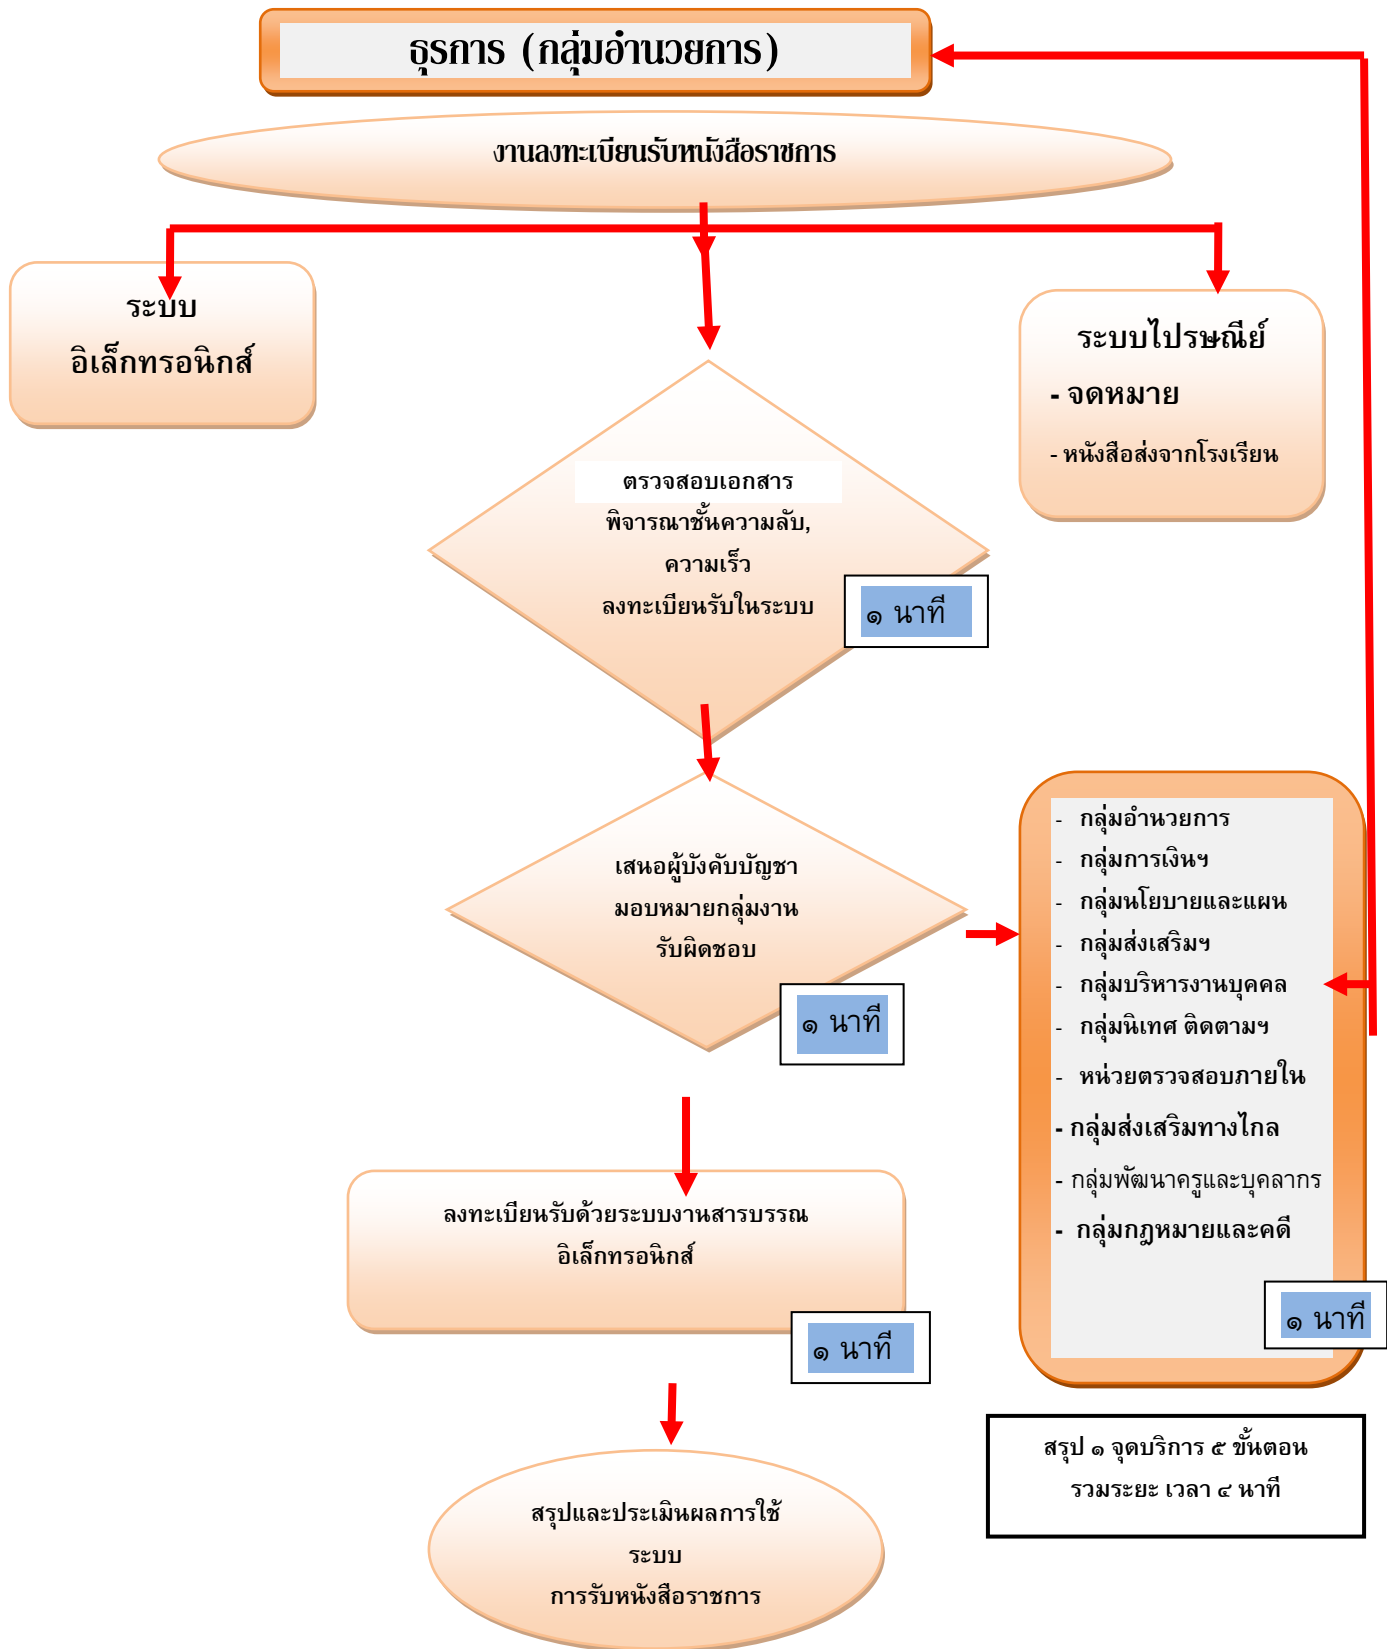 ธุรการ (กลุ่มอำนวยการ)
งานลงทะเบียนรับหนังสือราชการ
ระบบ
อิเล็กทรอนิกส์
ระบบไปรษณีย์
- จดหมาย
- หนังสือส่งจากโรงเรียน
ตรวจสอบเอกสาร
พิจารณาชั้นความลับ,
ความเร็ว
ลงทะเบียนรับในระบบ
๑ นาที
เสนอผู้บังคับบัญชา
มอบหมายกลุ่มงาน
รับผิดชอบ
๑ นาที
- กลุ่มอำหวยการ
- กลุ่มการเงินฯ
- กลุ่มนโยบายและแผน
- กลุ่มส่งเสริมฯ
- กลุ่มบริหารงานบุคคล
- กลุ่มนิเทศ ติดตามฯ
- หน่วยตรวจสอบภายใน
- กลุ่มส่งเสริมทางไกล
- กลุ่มพัฒนาครูและบุคลากร
- กลุ่มกฎหมายและคดี
๑ นาที
ลงทะเบียนรับด้วยระบบงานสารบรรณ
อิเล็กทรอนิกส์
๑ นาที
สรุป ๑ จุดบริการ ๕ ขั้นตอน
รวมระยะ เวลา ๔ นาที
สรุปและประเมินผลการใช้
ระบบ
การรับหนังสือราชการ